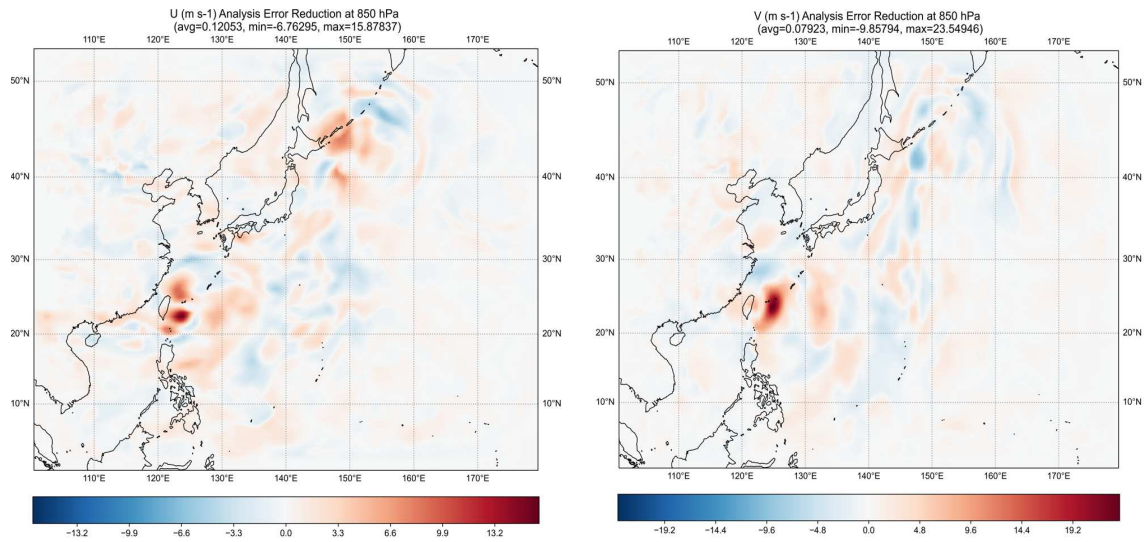 U (m s-1) Analysis Error Reduction at 850 hPa
(avg=0.12053, min=-6.76295, max=15.87837)
110°E 120°E 130°E 140°E 150°E 160°E 170°E
50°N 50°N
40°N 40°N
30°N 30°N
20°N 20°N
10°N 10°N
110°E 120°E 130°E 140°E 150°E 160°E 170°E
−13.2 −9.9 −6.6 −3.3 0.0 3.3 6.6 9.9 13.2
V (m s-1) Analysis Error Reduction at 850 hPa
(avg=0.07923, min=-9.85794, max=23.54946)
110°E 120°E 130°E 140°E 150°E 160°E 170°E
50°N 50°N
40°N 40°N
30°N 30°N
20°N 20°N
10°N 10°N
110°E 120°E 130°E 140°E 150°E 160°E 170°E
−19.2 −14.4 −9.6 −4.8 0.0 4.8 9.6 14.4 19.2